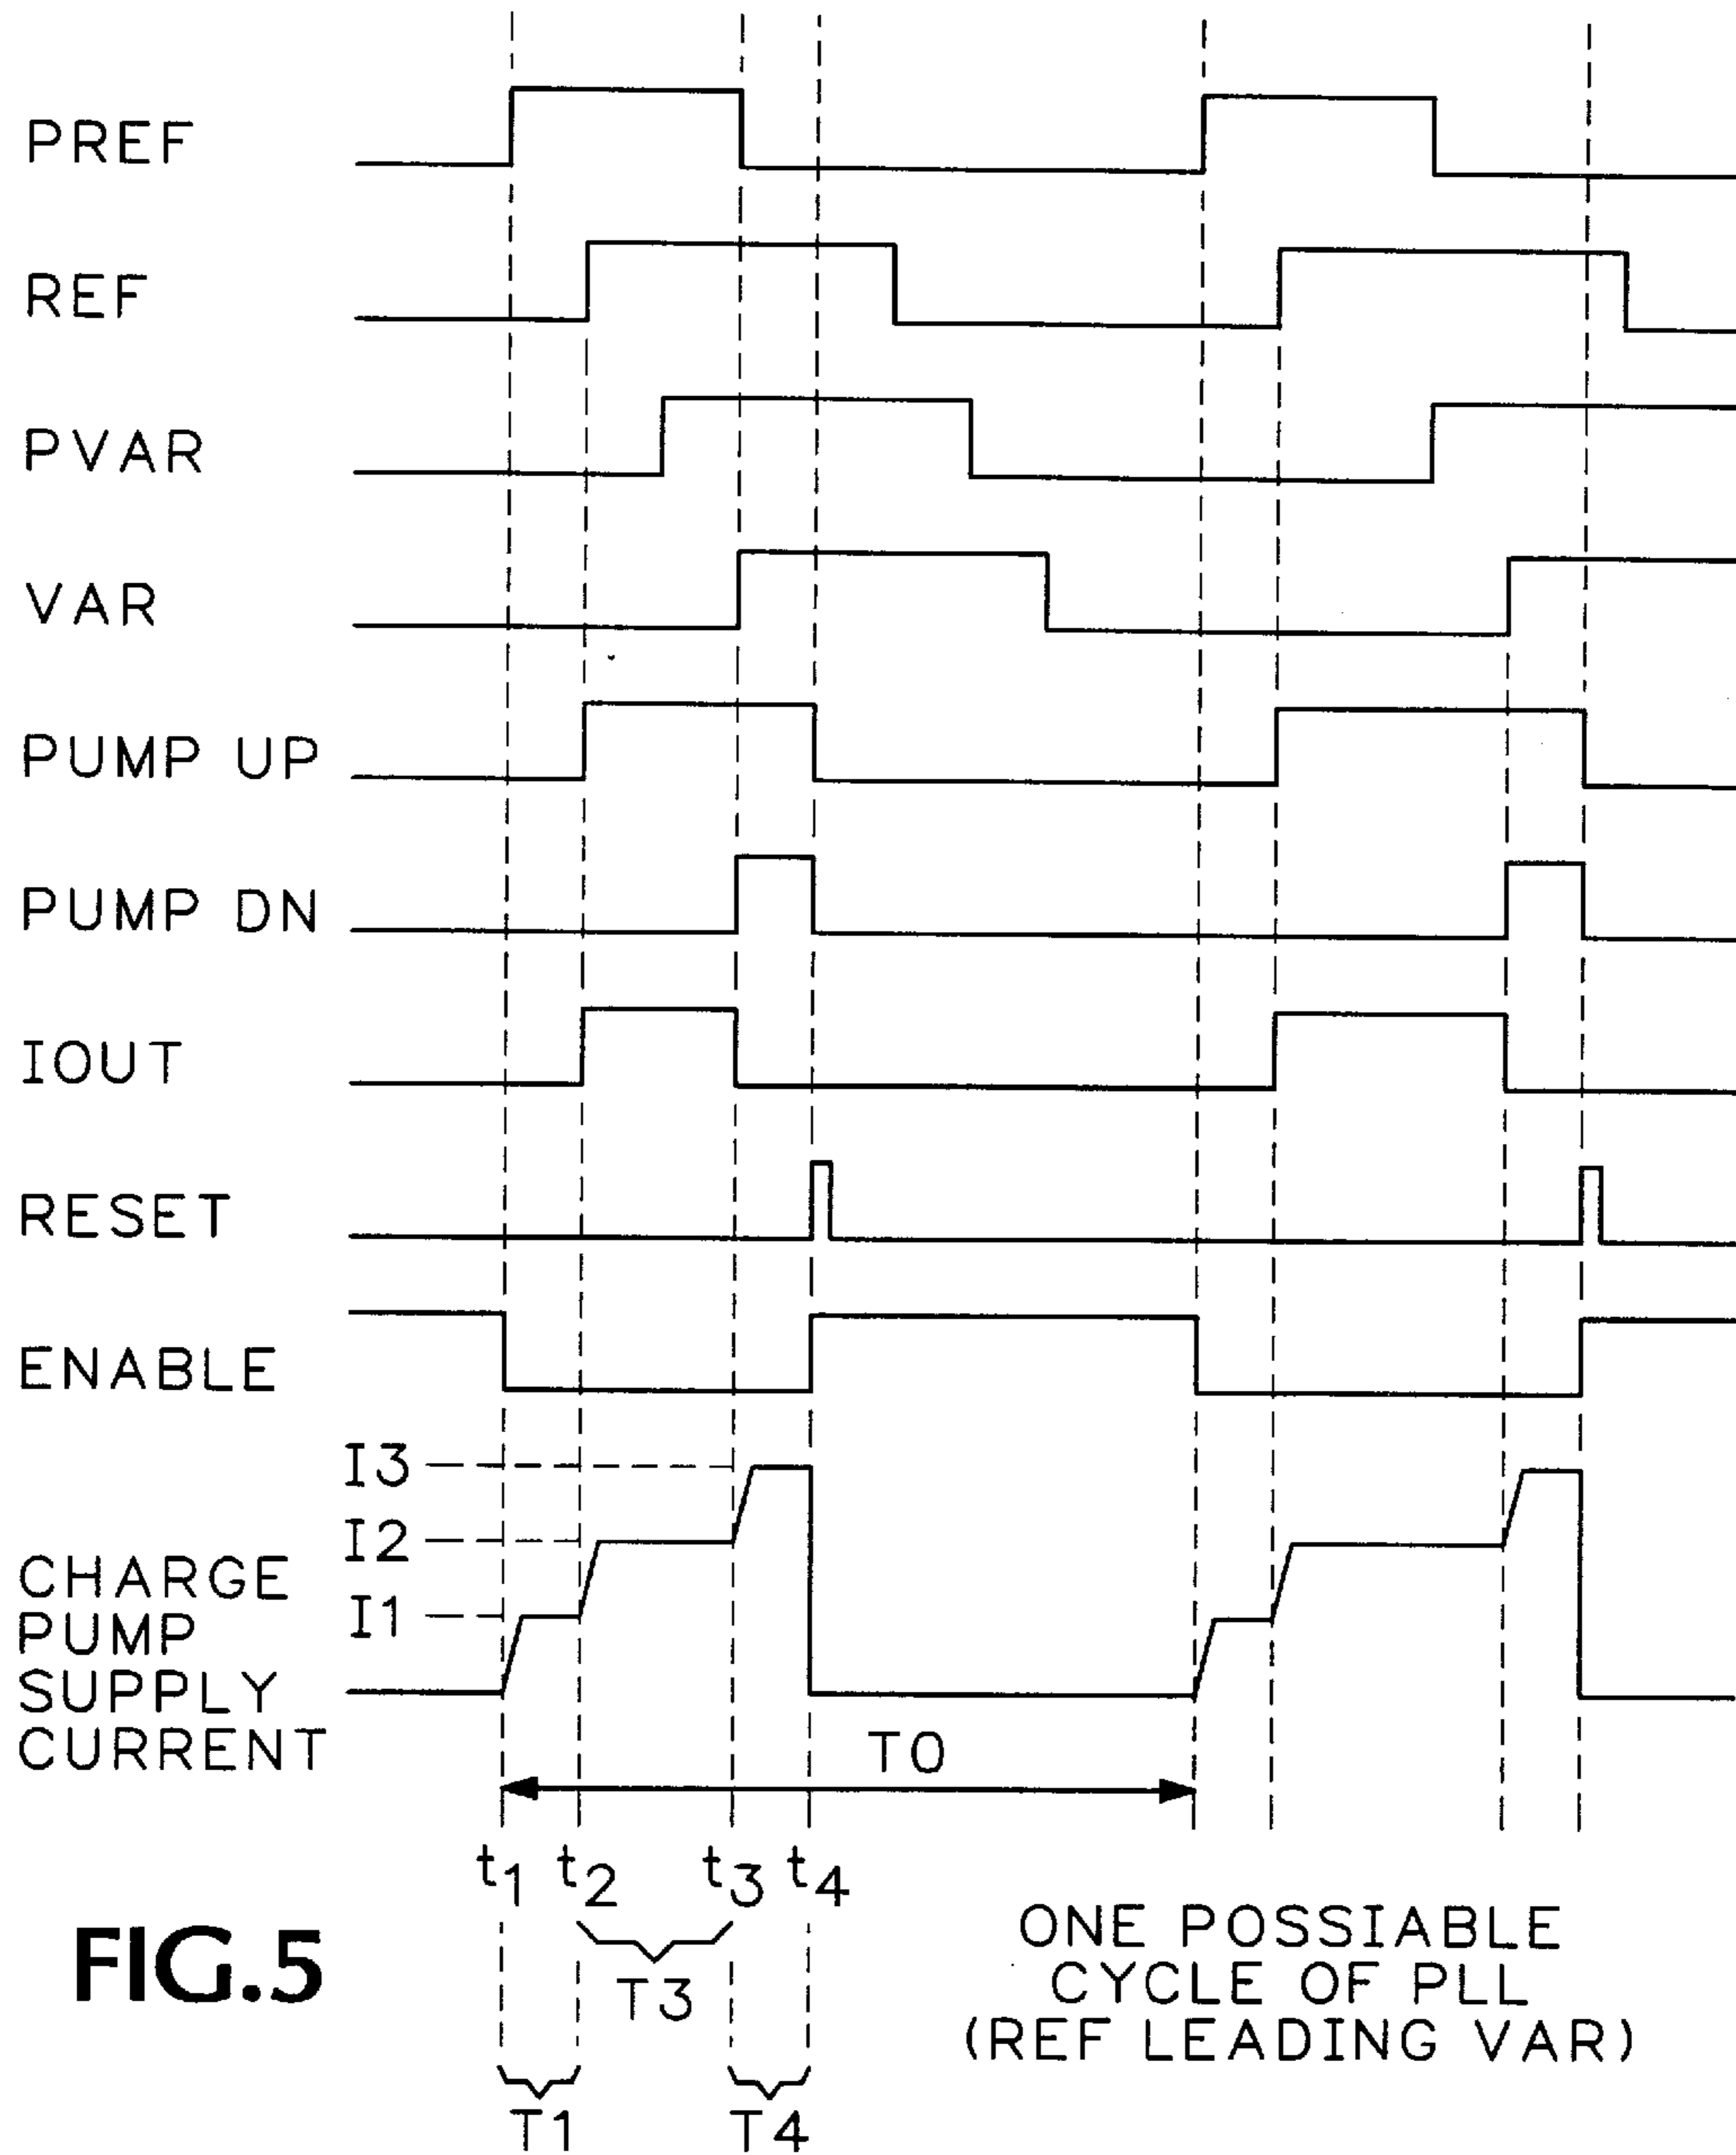 PREF
REF
PVAR
VAR
PUMP UP
PUMP DN
IOUT
RESET
ENABLE
I3
I2
I1
CHARGE
PUMP
SUPPLY
CURRENT
T0
t1 t2 t3 t4
T3
T1 T4
FIG.5
ONE POSSIABLE
CYCLE OF PLL
(REF LEADING VAR)